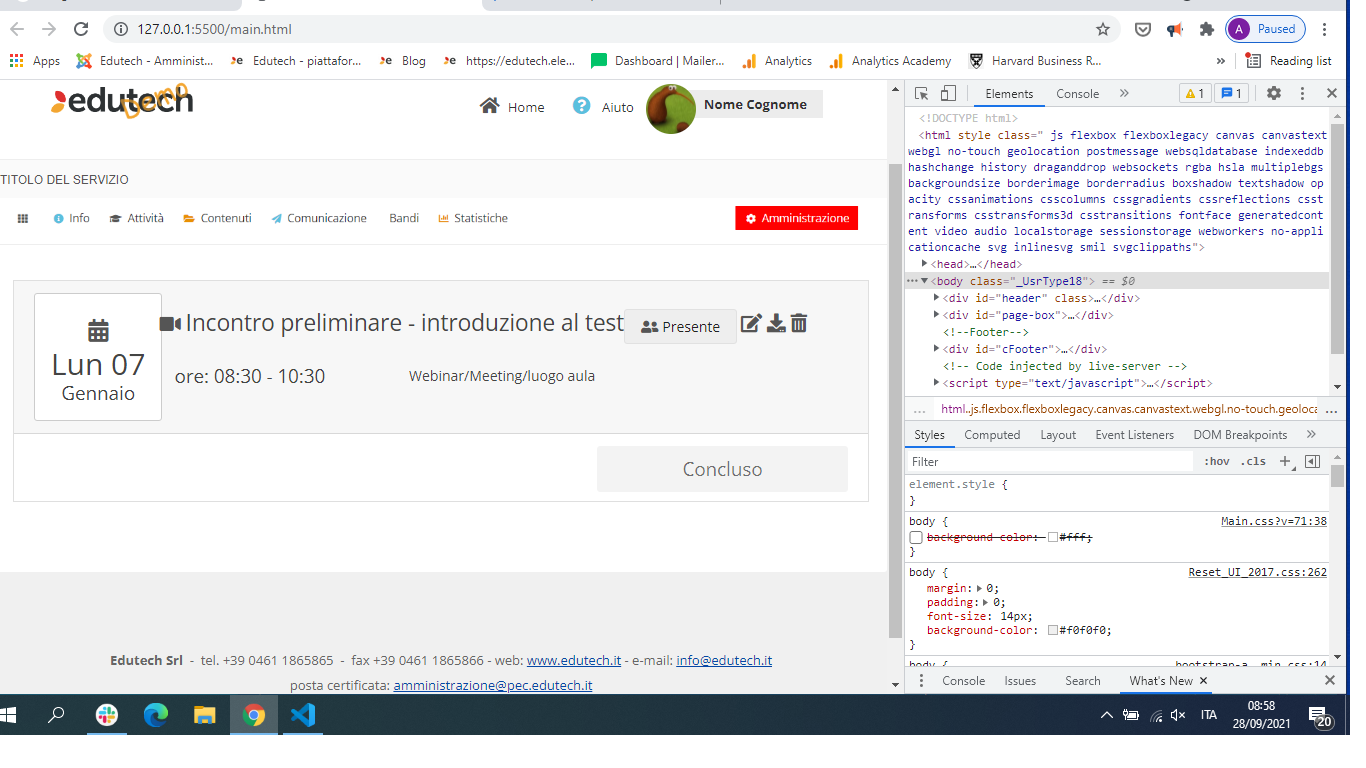 127.0.0.1:5500/main.html
Paused
Apps
Edutech - Amminist...
Edutech - piattafor...
Blog
https://edutech.ele...
Dashboard | Mailer...
Analytics
Analytics Academy
Harvard Business R...
»
Reading list
edutech
Demo
Home
Aiuto
Nome Cognome
TITOLO DEL SERVIZIO
Info
Attività
Contenuti
Comunicazione
Bandi
Statistiche
Amministrazione
Lun 07
Gennaio
Incontro preliminare - introduzione al test
Presente
ore: 08:30 - 10:30
Webinar/Meeting/luogo aula
Concluso
Edutech Srl - tel. +39 0461 1865865 - fax +39 0461 1865866 - web: www.edutech.it - e-mail: info@edutech.it
posta certificata: amministrazione@pec.edutech.it
Elements
Console
»
1
1
<!DOCTYPE html>
<html style class=" js flexbox flexboxlegacy canvas canvastext
webgl no-touch geolocation postmessage websqldatabase indexeddb
hashchange history draganddrop websockets rgba hsla multiplebgs
backgroundsize borderimage borderradius boxshadow textshadow op
acity cssanimations csscolumns cssgradients cssreflections csst
ransforms csstransforms3d csstransitions fontface generatedcont
ent video audio localstorage sessionstorage webworkers no-appli
cationcache svg inlinesvg smil svgclippaths">
<head>…</head>
<body class="_UsrType18"> == $0
<div id="header" class>…</div>
<div id="page-box">…</div>
<!--Footer-->
<div id="cFooter">…</div>
<!-- Code injected by live-server -->
<script type="text/javascript">…</script>
... html.js.flexbox.flexboxlegacy.canvas.canvastext.webgl.no-touch.geoloca ...
Styles
Computed
Layout
Event Listeners
DOM Breakpoints
»
Filter
:hov
.cls
element.style {
}
body {
Main.css?v=71:38
background-color: #fff;
}
body {
Reset_UI_2017.css:262
margin: 0;
padding: 0;
font-size: 14px;
background-color: #f0f0f0;
}
body {
bootstrap-a…min.css:14
Console
Issues
Search
What's New
ITA
08:58
28/09/2021
20
A